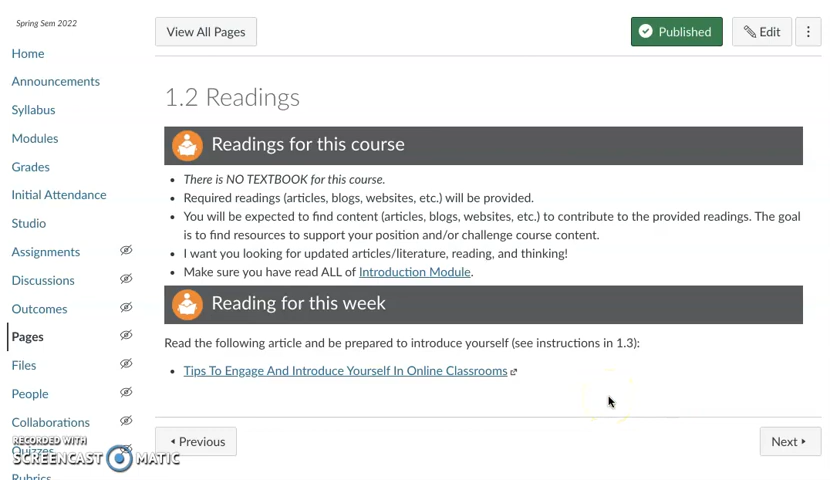 Spring Sem 2022
Home
Announcements
Syllabus
Modules
Grades
Initial Attendance
Studio
Assignments
Discussions
Outcomes
Pages
Files
People
Collaborations
Quizzes
Rubrics
RECORDED WITH
SCREENCAST MATIC
View All Pages
Published
Edit
1.2 Readings
Readings for this course
• There is NO TEXTBOOK for this course.
• Required readings (articles, blogs, websites, etc.) will be provided.
• You will be expected to find content (articles, blogs, websites, etc.) to contribute to the provided readings. The goal
is to find resources to support your position and/or challenge course content.
• I want you looking for updated articles/literature, reading, and thinking!
• Make sure you have read ALL of Introduction Module.
Reading for this week
Read the following article and be prepared to introduce yourself (see instructions in 1.3):
• Tips To Engage And Introduce Yourself In Online Classrooms
Previous
Next